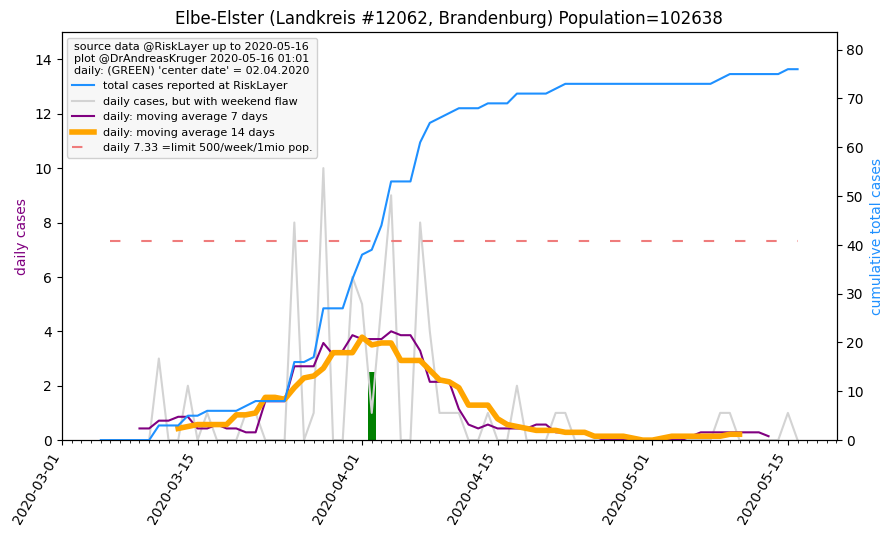 Elbe-Elster (Landkreis #12062, Brandenburg) Population=102638
source data @RiskLayer up to 2020-05-16
plot @DrAndreasKruger 2020-05-16 01:01
daily: (GREEN) 'center date' = 02.04.2020
total cases reported at RiskLayer
daily cases, but with weekend flaw
daily: moving average 7 days
daily: moving average 14 days
daily 7.33 =limit 500/week/1mio pop.
daily cases
14
12
10
8
6
4
2
0
80
70
60
50
40
30
20
10
0
cumulative total cases
2020-03-01
2020-03-15
2020-04-01
2020-04-15
2020-05-01
2020-05-15